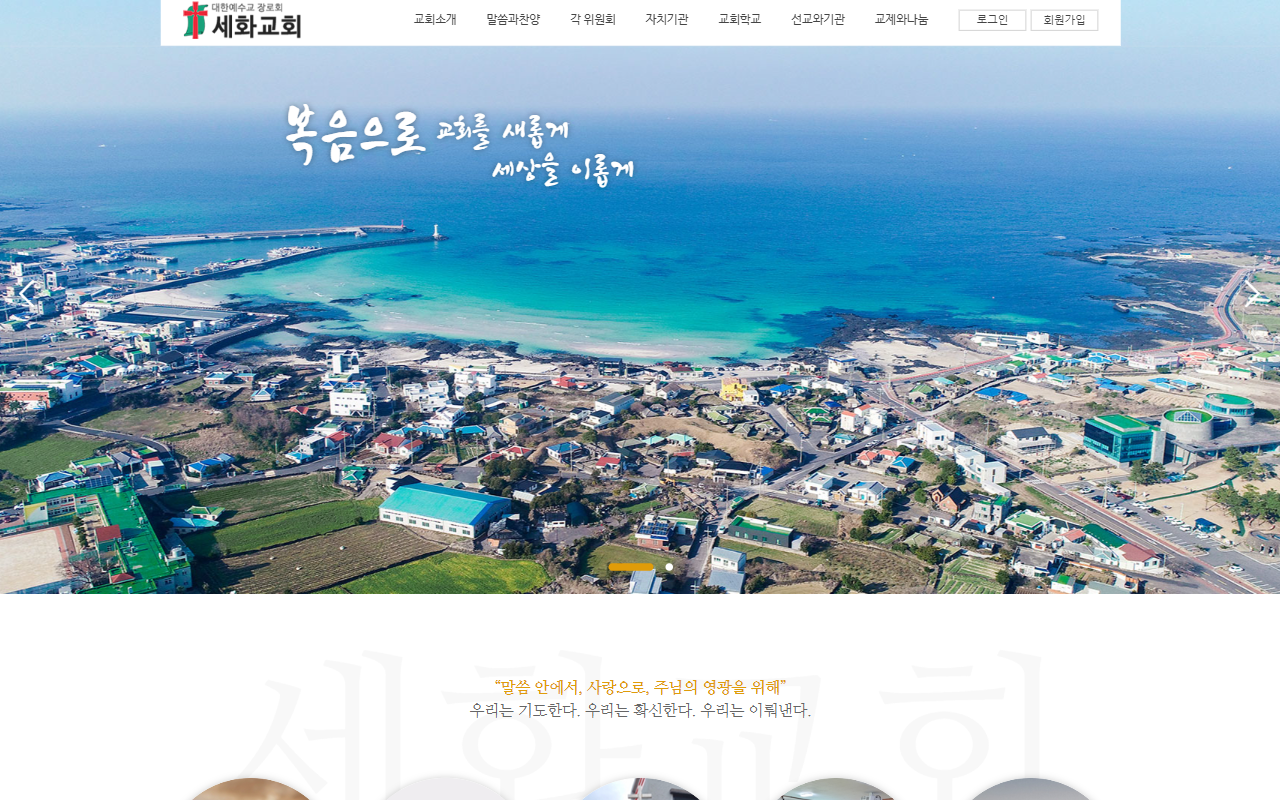 대한예수교 장로회
세화교회
교회소개 말씀과찬양 각 위원회 자치기관 교회학교 선교와기관 교제와나눔 로그인 회원가입
복음으로 교회를 새롭게
세상을 이롭게
세화교회
“말씀 안에서, 사랑으로, 주님의 영광을 위해”
우리는 기도한다. 우리는 확신한다. 우리는 이뤄낸다.